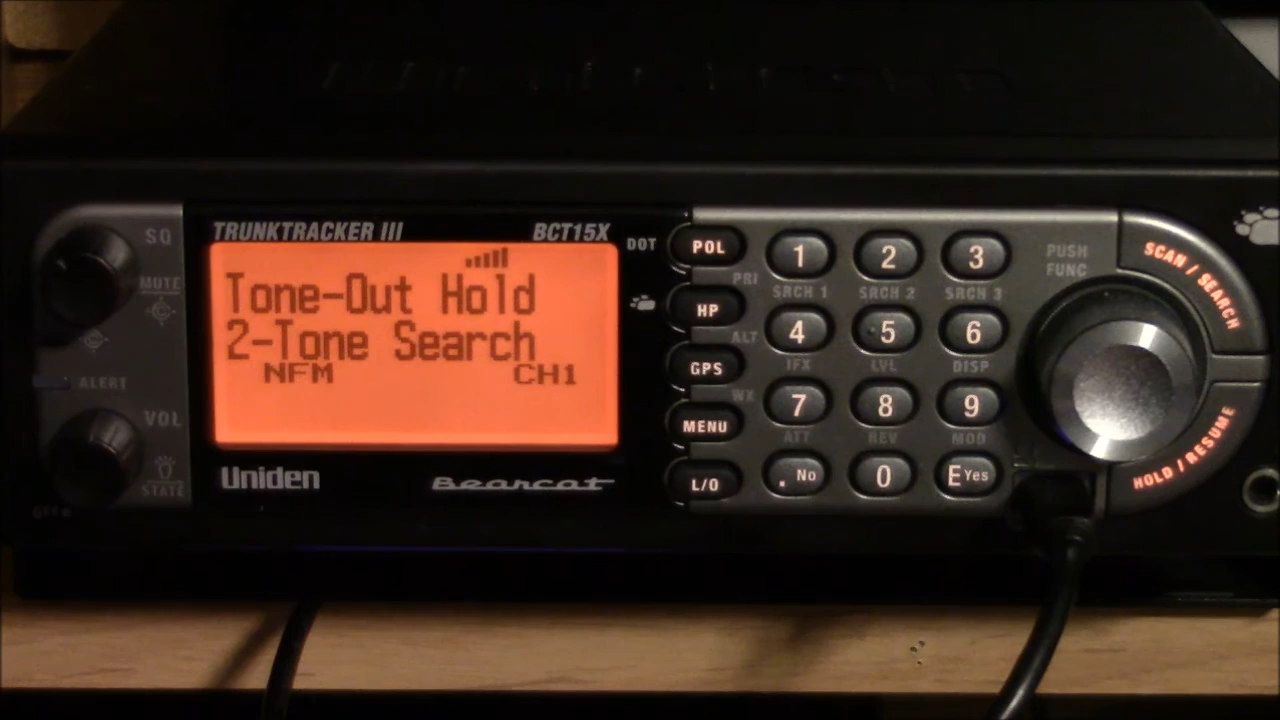 TRUNKTRACKER III BCT15X
Tone-Out Hold
2-Tone Search
NFM CH1
Uniden Bearcat
SQ
MUTE
ALERT
VOL
STATE
DOT POL
PRI
HP
ALT
GPS
WX
MENU
L/O
1 2 3
SRCH 1 SRCH 2 SRCH 3
4 5 6
IFX LVL DISP
7 8 9
ATT REV MOD
. No 0 E Yes
PUSH
FUNC
SCAN / SEARCH
HOLD / RESUME